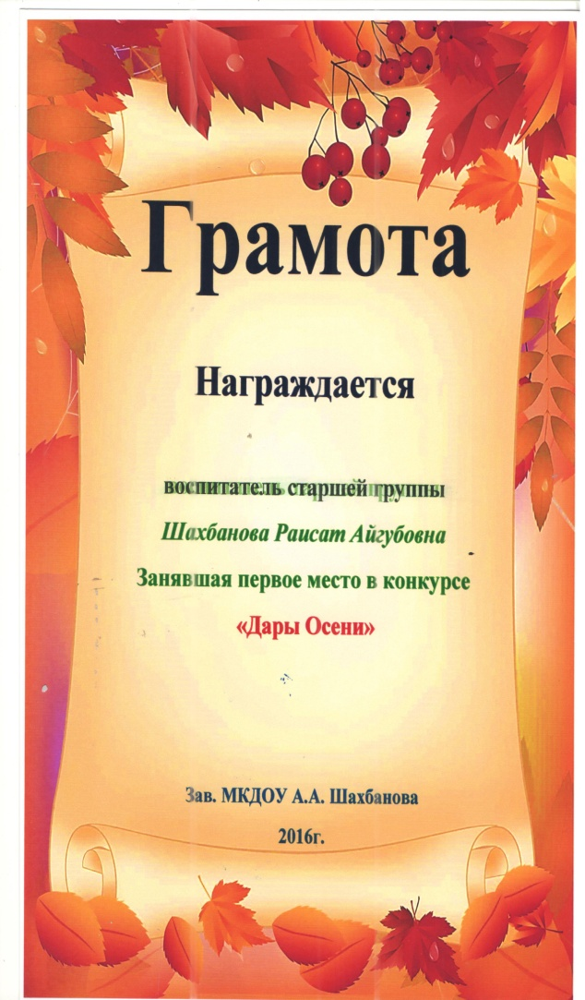 Грамота
Награждается
воспитатель старшей группы
Шахбанова Раисат Айгубовна
Занявшая первое место в конкурсе
«Дары Осени»
Зав. МКДОУ А.А. Шахбанова
2016г.